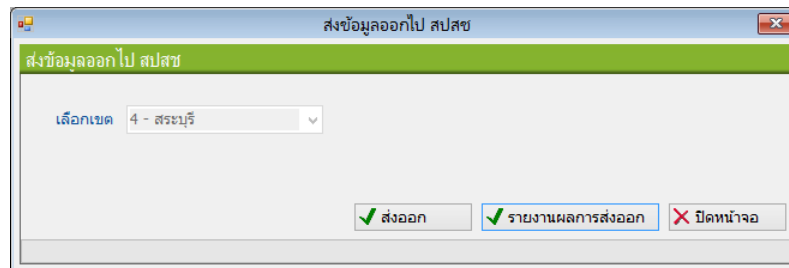 ส่งข้อมูลออกไป สปสช
ส่งข้อมูลออกไป สปสช
เลือกเขต 4 - สระบุรี
ส่งออก รายงานผลการส่งออก ปิดหน้าจอ